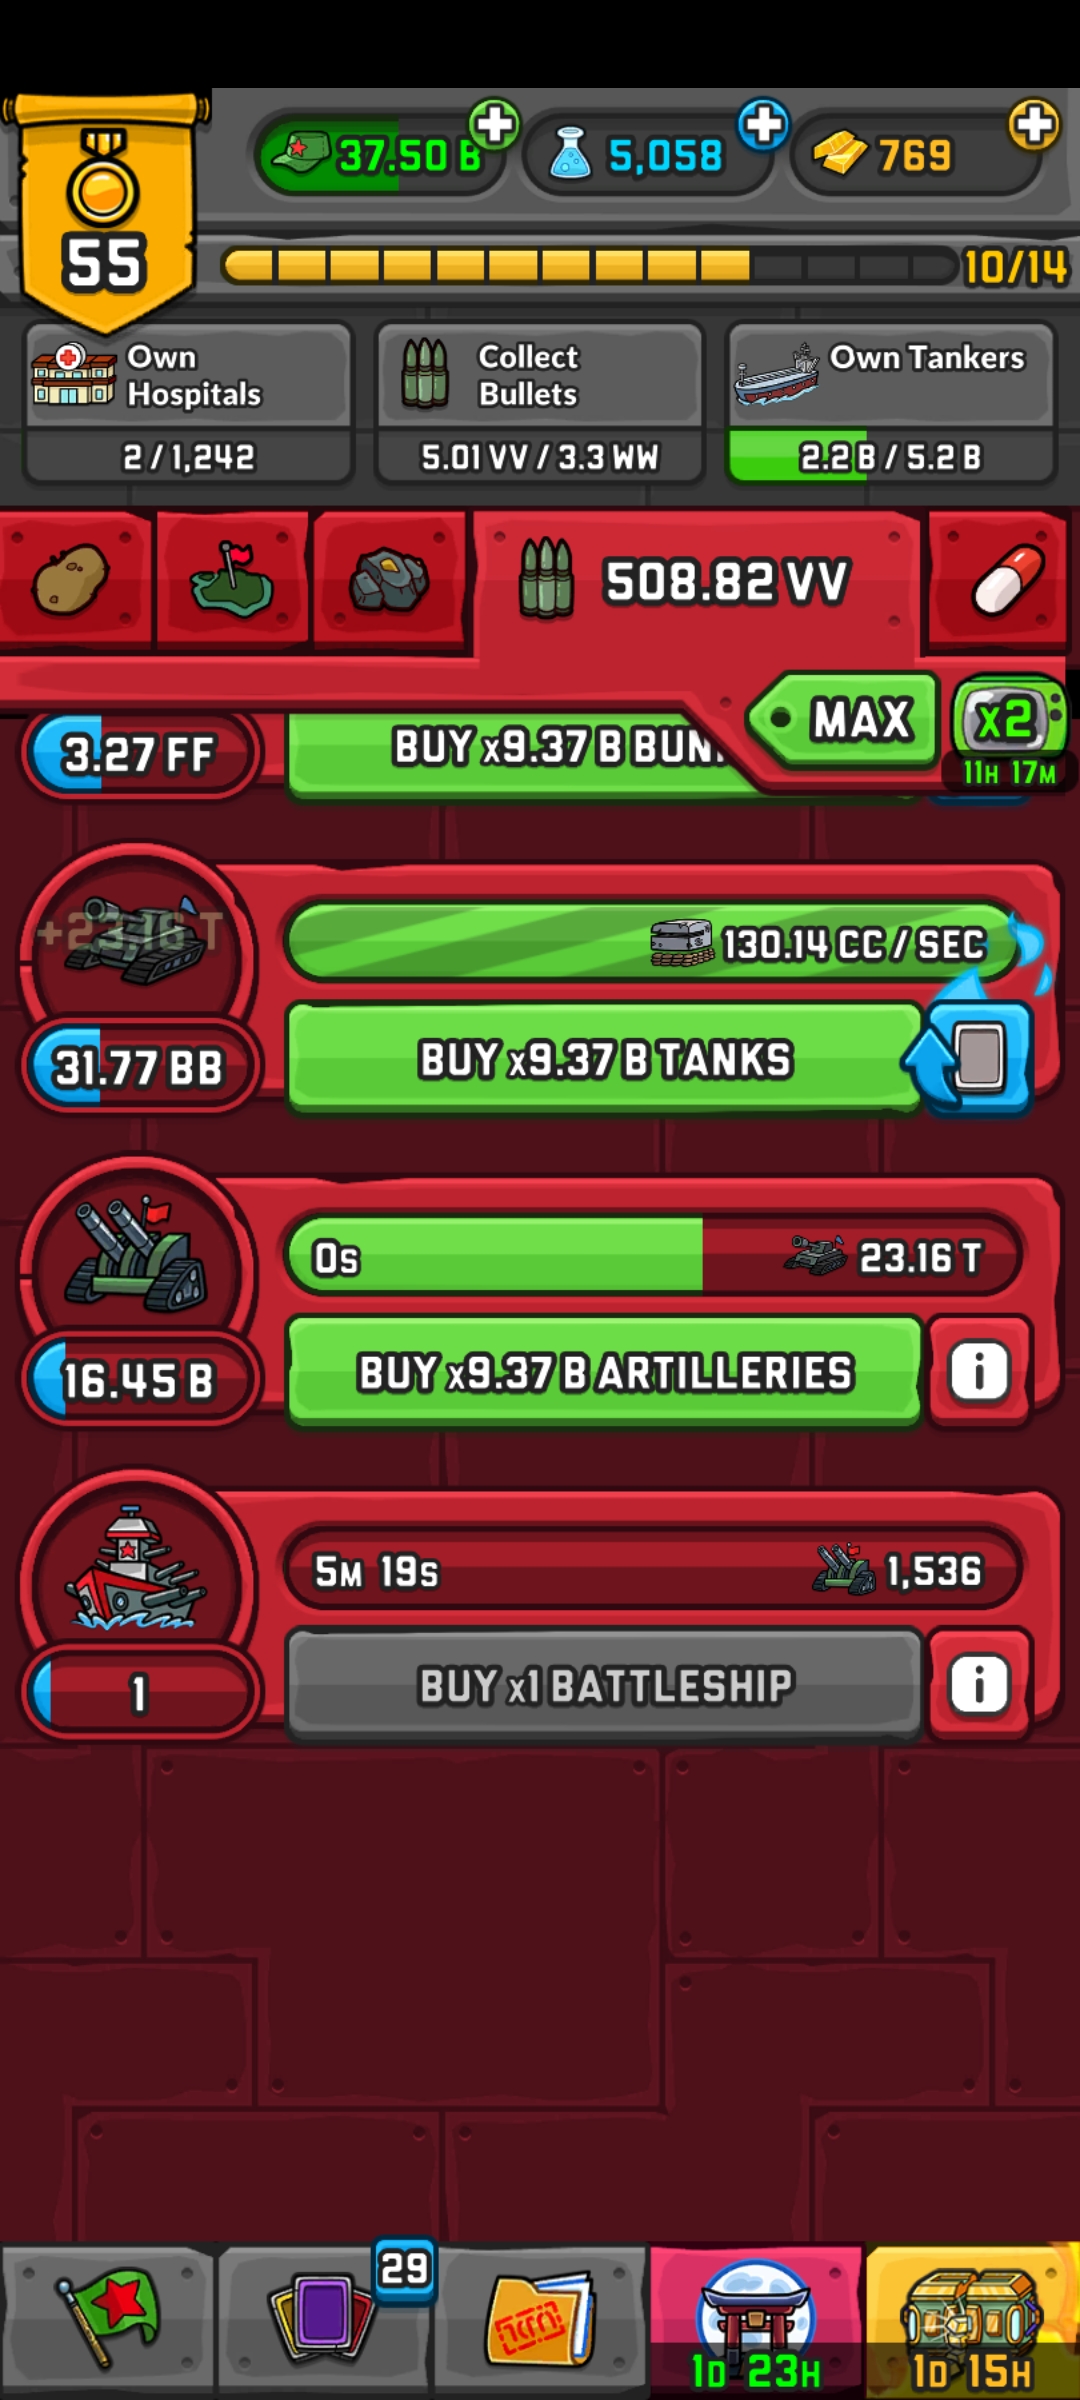 37.50 B
5,058
769
55
10/14
Own
Hospitals
2 / 1,242
Collect
Bullets
5.01 VV / 3.3 WW
Own Tankers
2.2 B / 5.2 B
508.82 VV
MAX
x2
11H 17M
3.27 FF
BUY x9.37 B BUN
+23.16 T
130.14 CC / SEC
31.77 BB
BUY x9.37 B TANKS
0s
23.16 T
16.45 B
BUY x9.37 B ARTILLERIES
i
5M 19s
1,536
1
BUY x1 BATTLESHIP
i
29
1D 23H
1D 15H